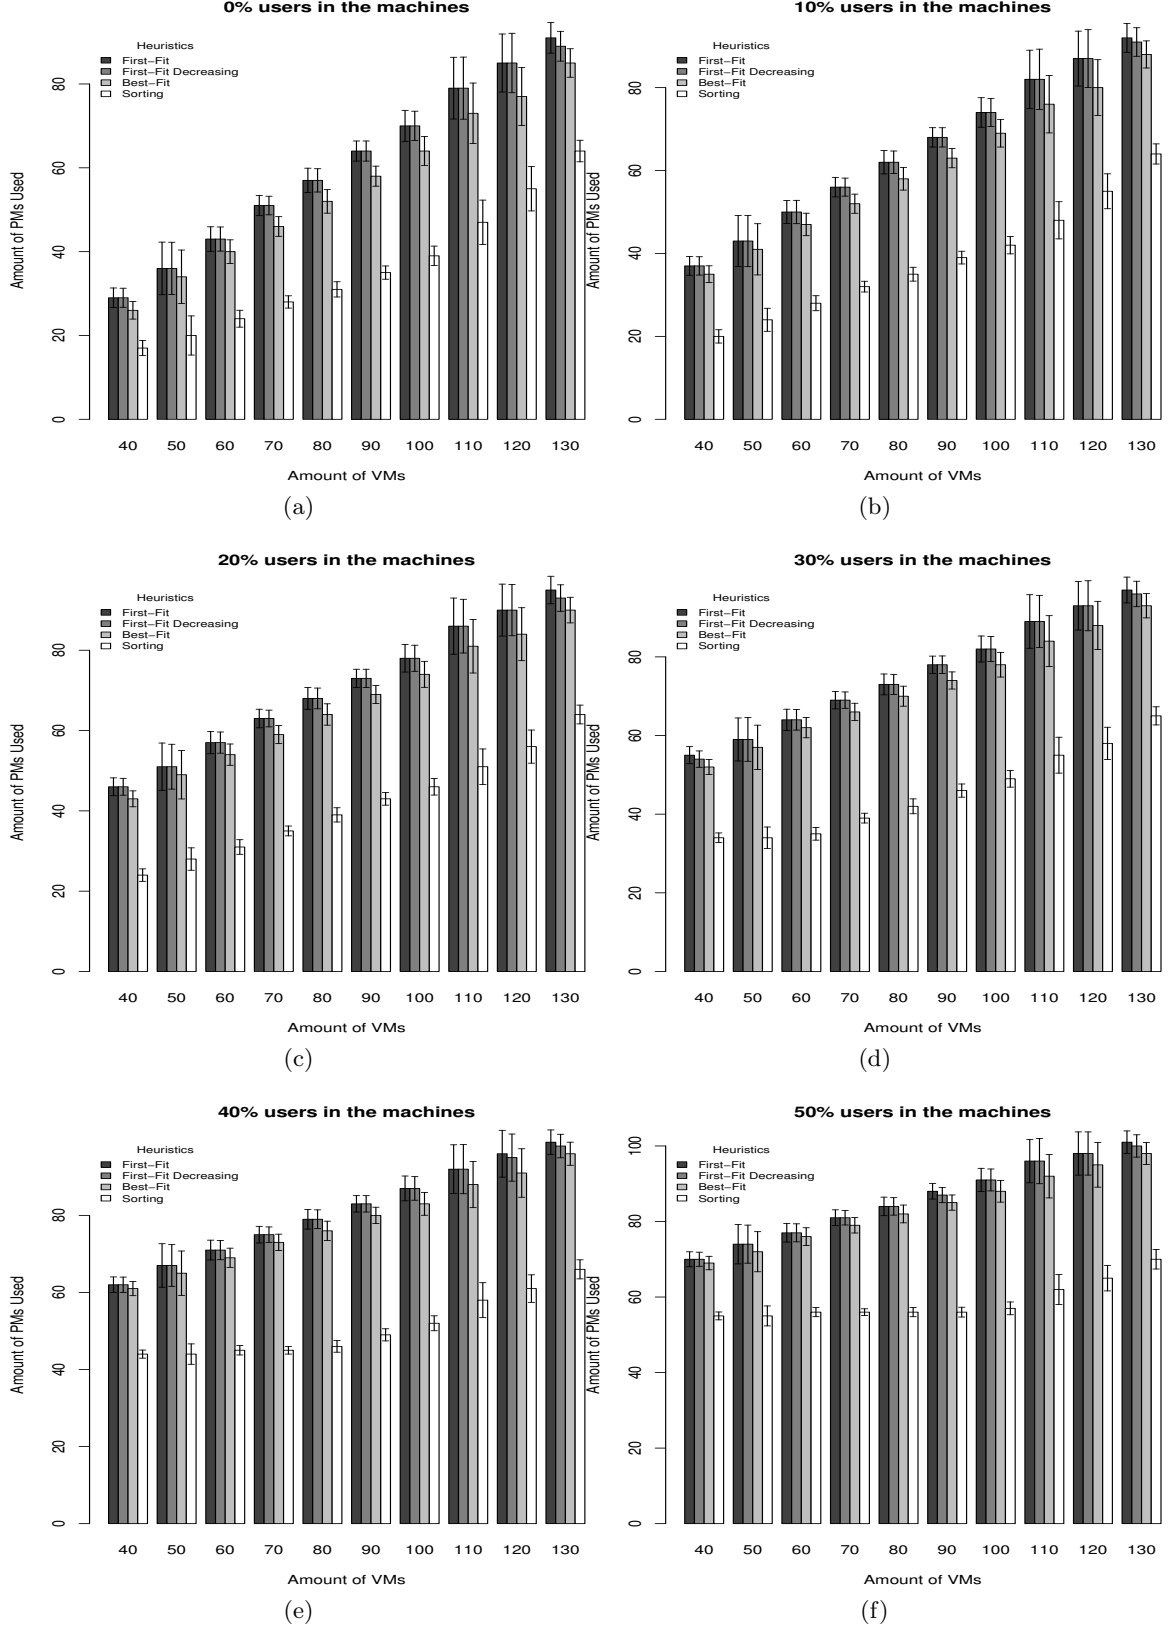 0% users in the machines
Heuristics
First−Fit
First−Fit Decreasing
Best−Fit
Sorting
Amount of PMs Used
0 20 40 60 80
40 50 60 70 80 90 100 110 120 130
Amount of VMs
(a)
10% users in the machines
Heuristics
First−Fit
First−Fit Decreasing
Best−Fit
Sorting
Amount of PMs Used
0 20 40 60 80
40 50 60 70 80 90 100 110 120 130
Amount of VMs
(b)
20% users in the machines
Heuristics
First−Fit
First−Fit Decreasing
Best−Fit
Sorting
Amount of PMs Used
0 20 40 60 80
40 50 60 70 80 90 100 110 120 130
Amount of VMs
(c)
30% users in the machines
Heuristics
First−Fit
First−Fit Decreasing
Best−Fit
Sorting
Amount of PMs Used
0 20 40 60 80
40 50 60 70 80 90 100 110 120 130
Amount of VMs
(d)
40% users in the machines
Heuristics
First−Fit
First−Fit Decreasing
Best−Fit
Sorting
Amount of PMs Used
0 20 40 60 80
40 50 60 70 80 90 100 110 120 130
Amount of VMs
(e)
50% users in the machines
Heuristics
First−Fit
First−Fit Decreasing
Best−Fit
Sorting
Amount of PMs Used
0 20 40 60 80 100
40 50 60 70 80 90 100 110 120 130
Amount of VMs
(f)